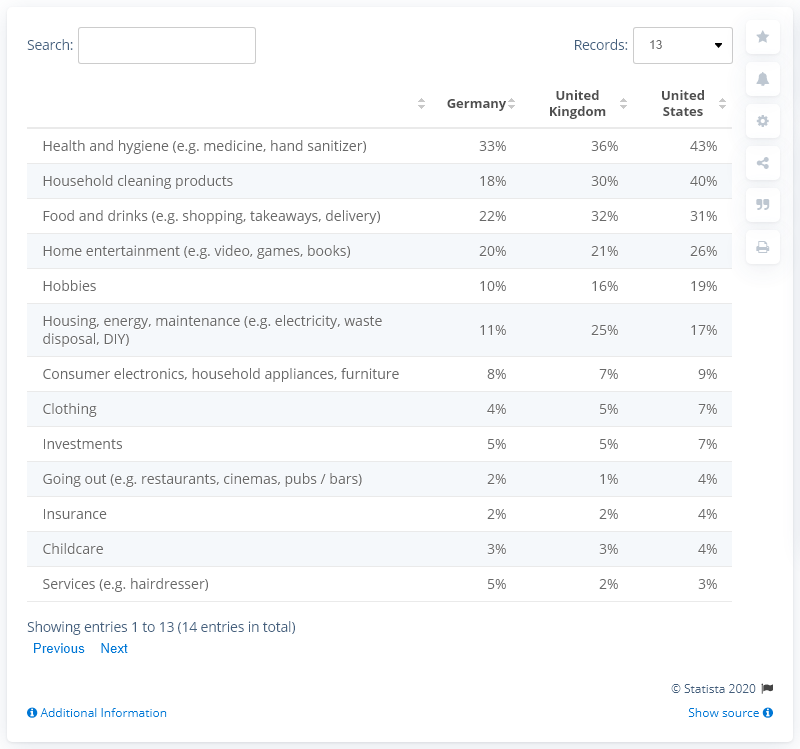 Search:
Records: 13
Germany United Kingdom United States
Health and hygiene (e.g. medicine, hand sanitizer) 33% 36% 43%
Household cleaning products 18% 30% 40%
Food and drinks (e.g. shopping, takeaways, delivery) 22% 32% 31%
Home entertainment (e.g. video, games, books) 20% 21% 26%
Hobbies 10% 16% 19%
Housing, energy, maintenance (e.g. electricity, waste
disposal, DIY) 11% 25% 17%
Consumer electronics, household appliances, furniture 8% 7% 9%
Clothing 4% 5% 7%
Investments 5% 5% 7%
Going out (e.g. restaurants, cinemas, pubs / bars) 2% 1% 4%
Insurance 2% 2% 4%
Childcare 3% 3% 4%
Services (e.g. hairdresser) 5% 2% 3%
Showing entries 1 to 13 (14 entries in total)
Previous Next
© Statista 2020
Additional Information Show source